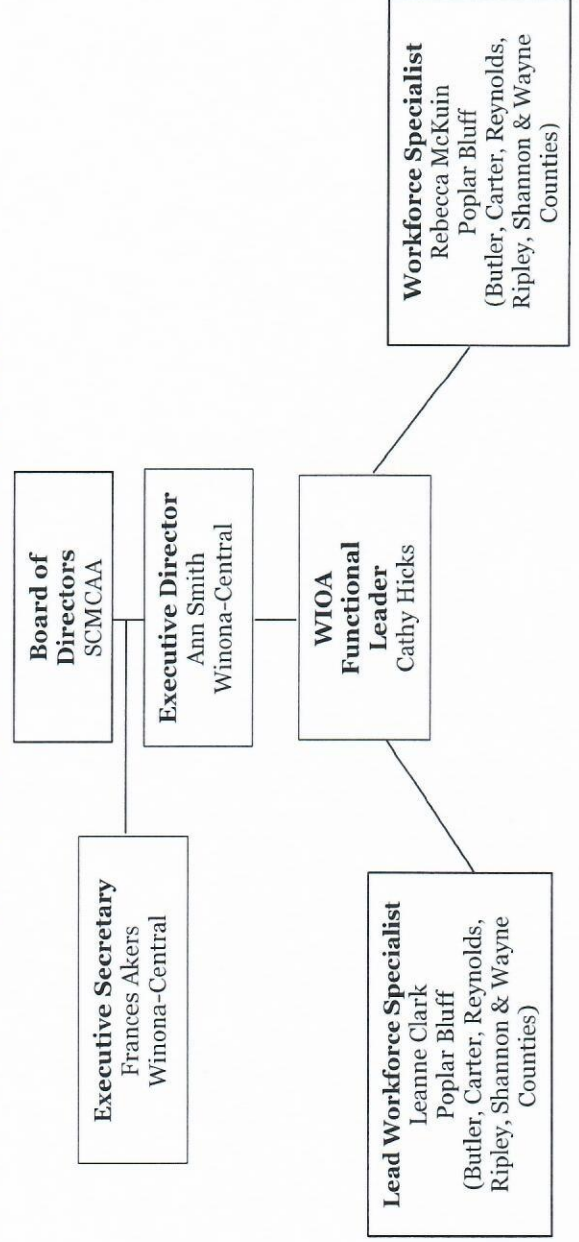 Board of
Directors
SCMCAA
Executive Secretary
Frances Akers
Winona-Central
Executive Director
Ann Smith
Winona-Central
WIOA
Functional
Leader
Cathy Hicks
Lead Workforce Specialist
Leanne Clark
Poplar Bluff
(Butler, Carter, Reynolds,
Ripley, Shannon & Wayne
Counties)
Workforce Specialist
Rebecca McKuin
Poplar Bluff
(Butler, Carter, Reynolds,
Ripley, Shannon & Wayne
Counties)